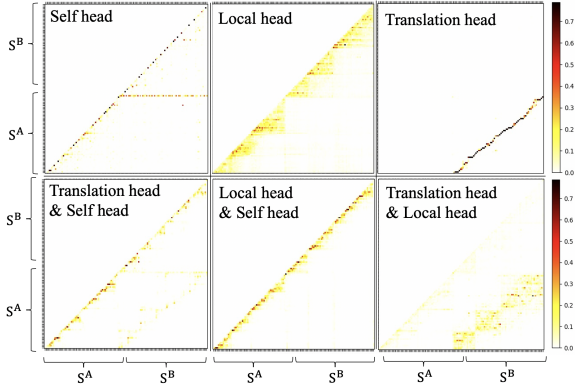 Self head
Local head
Translation head
S^B
S^A
0.7
0.6
0.5
0.4
0.3
0.2
0.1
0.0
Translation head
& Self head
Local head
& Self head
Translation head
& Local head
S^B
S^A
0.7
0.6
0.5
0.4
0.3
0.2
0.1
0.0
S^A S^B S^A S^B S^A S^B